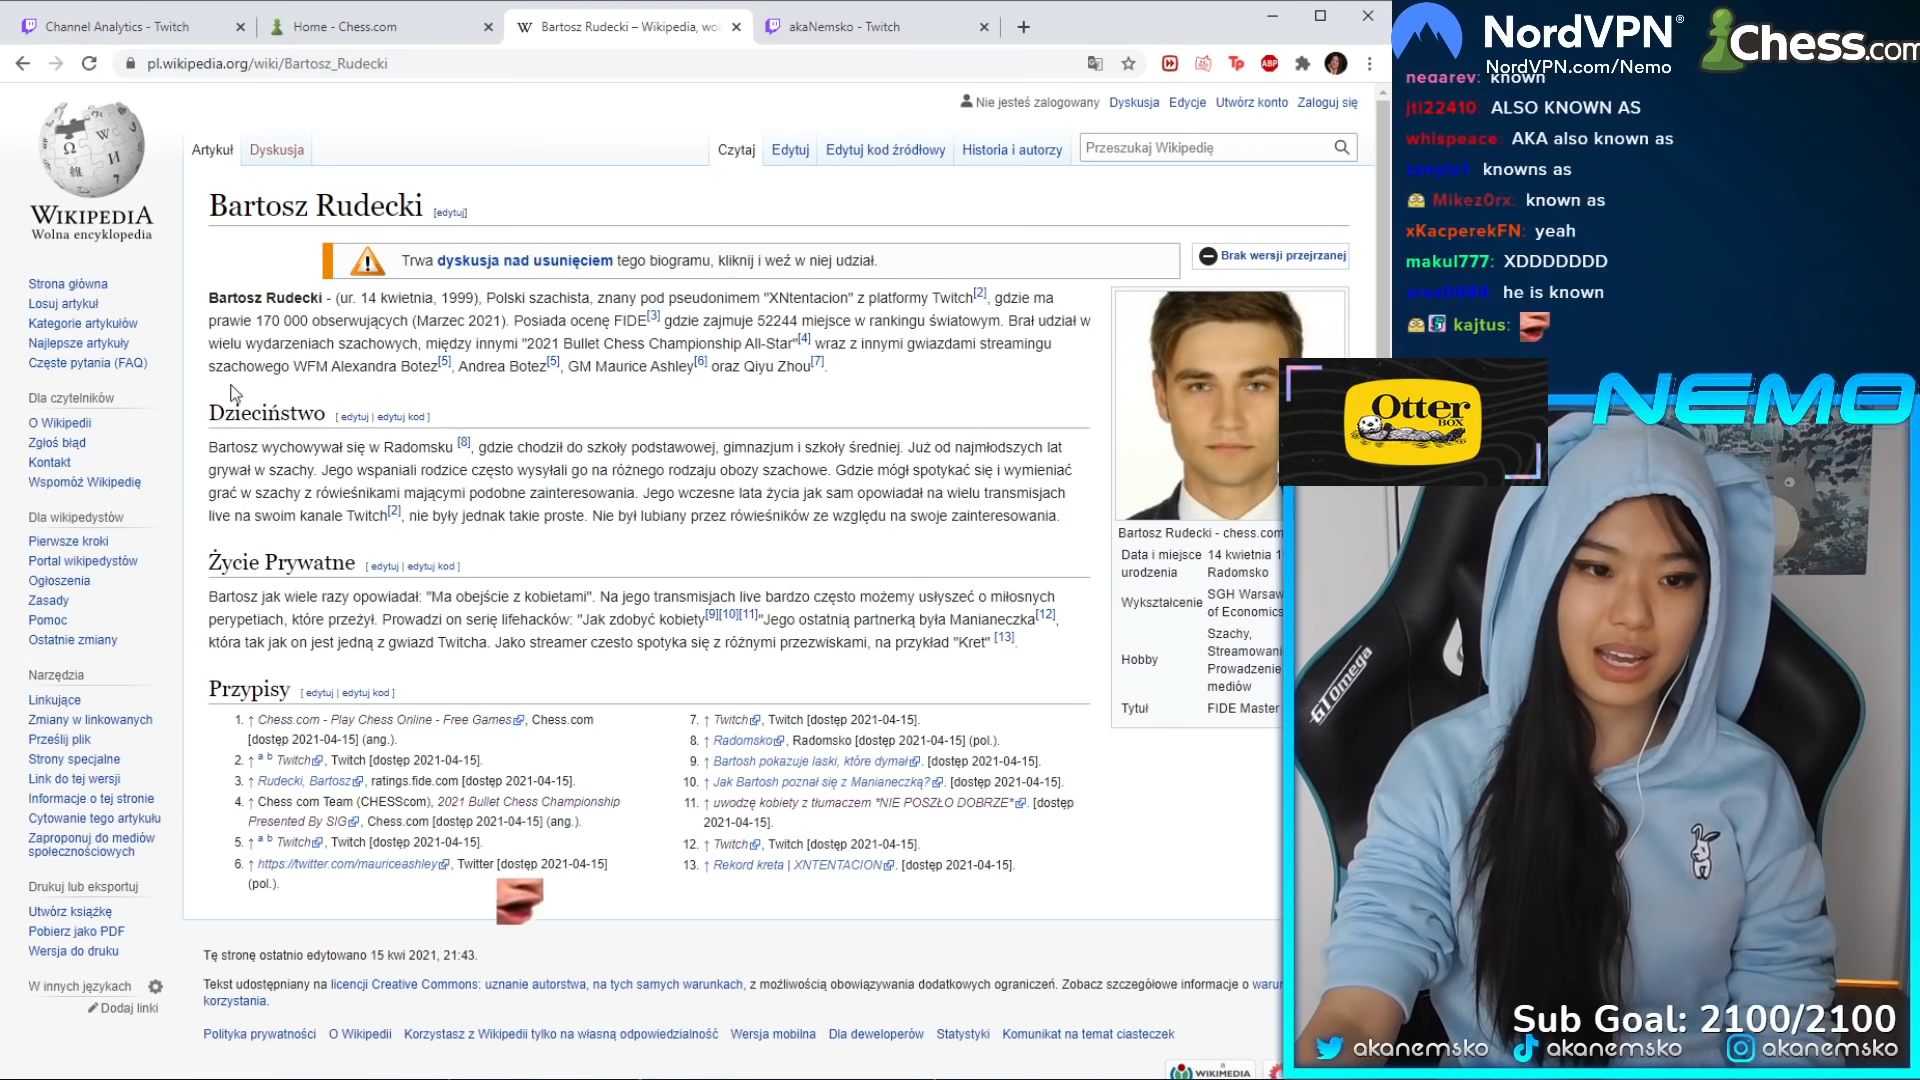 Channel Analytics - Twitch
Home - Chess.com
Bartosz Rudecki – Wikipedia, wol
akaNemsko - Twitch
pl.wikipedia.org/wiki/Bartosz_Rudecki
Nie jesteś zalogowany Dyskusja Edycje Utwórz konto Zaloguj się
WIKIPEDIA
Wolna encyklopedia
Artykuł Dyskusja
Czytaj Edytuj Edytuj kod źródłowy Historia i autorzy
Przeszukaj Wikipedię
Strona główna
Losuj artykuł
Kategorie artykułów
Najlepsze artykuły
Częste pytania (FAQ)
Dla czytelników
O Wikipedii
Zgłoś błąd
Kontakt
Wspomóż Wikipedię
Dla wikipedystów
Pierwsze kroki
Portal wikipedystów
Ogłoszenia
Zasady
Pomoc
Ostatnie zmiany
Narzędzia
Linkujące
Zmiany w linkowanych
Prześlij plik
Strony specjalne
Link do tej wersji
Informacje o tej stronie
Cytowanie tego artykułu
Zaproponuj do mediów
społecznościowych
Drukuj lub eksportuj
Utwórz książkę
Pobierz jako PDF
Wersja do druku
W innych językach
Dodaj linki
Bartosz Rudecki [edytuj]
Trwa dyskusja nad usunięciem tego biogramu, kliknij i weź w niej udział.
Brak wersji przejrzanej
Bartosz Rudecki - (ur. 14 kwietnia, 1999), Polski szachista, znany pod pseudonimem "XNtentacion" z platformy Twitch[2], gdzie ma
prawie 170 000 obserwujących (Marzec 2021). Posiada ocenę FIDE[3] gdzie zajmuje 52244 miejsce w rankingu światowym. Brał udział w
wielu wydarzeniach szachowych, między innymi "2021 Bullet Chess Championship All-Star"[4] wraz z innymi gwiazdami streamingu
szachowego WFM Alexandra Botez[5], Andrea Botez[5], GM Maurice Ashley[6] oraz Qiyu Zhou[7].
Dzieciństwo [ edytuj | edytuj kod ]
Bartosz wychowywał się w Radomsku [8], gdzie chodził do szkoły podstawowej, gimnazjum i szkoły średniej. Już od najmłodszych lat
grywał w szachy. Jego wspaniali rodzice często wysyłali go na różnego rodzaju obozy szachowe. Gdzie mógł spotykać się i wymieniać
grać w szachy z rówieśnikami mającymi podobne zainteresowania. Jego wczesne lata życia jak sam opowiadał na wielu transmisjach
live na swoim kanale Twitch[2], nie były jednak takie proste. Nie był lubiany przez rówieśników ze względu na swoje zainteresowania.
Życie Prywatne [ edytuj | edytuj kod ]
Bartosz jak wiele razy opowiadał: "Ma obejście z kobietami". Na jego transmisjach live bardzo często możemy usłyszeć o miłosnych
perypetiach, które przeżył. Prowadzi on serię lifehacków: "Jak zdobyć kobiety[9][10][11]"Jego ostatnią partnerką była Manianeczka[12],
która tak jak on jest jedną z gwiazd Twitcha. Jako streamer czesto spotyka się z różnymi przezwiskami, na przykład "Kret" [13].
Przypisy [ edytuj | edytuj kod ]
1. ↑ Chess.com - Play Chess Online - Free Games, Chess.com
[dostęp 2021-04-15] (ang.).
2. ↑ a b Twitch, Twitch [dostęp 2021-04-15].
3. ↑ Rudecki, Bartosz, ratings.fide.com [dostęp 2021-04-15].
4. ↑ Chess com Team (CHESScom), 2021 Bullet Chess Championship
Presented By SIG, Chess.com [dostęp 2021-04-15] (ang.).
5. ↑ a b Twitch, Twitch [dostęp 2021-04-15].
6. ↑ https://twitter.com/mauriceashley, Twitter [dostęp 2021-04-15]
(pol.).
7. ↑ Twitch, Twitch [dostęp 2021-04-15].
8. ↑ Radomsko, Radomsko [dostęp 2021-04-15] (pol.).
9. ↑ Bartosh pokazuje laski, które dymał. [dostęp 2021-04-15].
10. ↑ Jak Bartosh poznał się z Manianeczką?. [dostęp 2021-04-15].
11. ↑ uwodzę kobiety z tłumaczem *NIE POSZŁO DOBRZE*. [dostęp
2021-04-15].
12. ↑ Twitch, Twitch [dostęp 2021-04-15].
13. ↑ Rekord kreta | XNTENTACION. [dostęp 2021-04-15].
Bartosz Rudecki - chess.com
Data i miejsce urodzenia 14 kwietnia 1
Radomsko
Wykształcenie SGH Warsaw
of Economics
Hobby Szachy,
Streamowani
Prowadzenie
mediów
Tytuł FIDE Master
Tę stronę ostatnio edytowano 15 kwi 2021, 21:43.
Tekst udostępniany na licencji Creative Commons: uznanie autorstwa, na tych samych warunkach, z możliwością obowiązywania dodatkowych ograniczeń. Zobacz szczegółowe informacje o warun
korzystania.
Polityka prywatności O Wikipedii Korzystasz z Wikipedii tylko na własną odpowiedzialność Wersja mobilna Dla deweloperów Statystyki Komunikat na temat ciasteczek
a
WIKIMEDIA
NordVPN®
NordVPN.com/Nemo
Chess.com
nedarev: known
jtl22410: ALSO KNOWN AS
whispeace: AKA also known as
knowns as
Mikez0rx: known as
xKacperekFN: yeah
makul777: XDDDDDDD
ares0984: he is known
kajtus:
Otter
BOX
NEMO
GTOmega
Sub Goal: 2100/2100
akanemsko akanemsko akanemsko